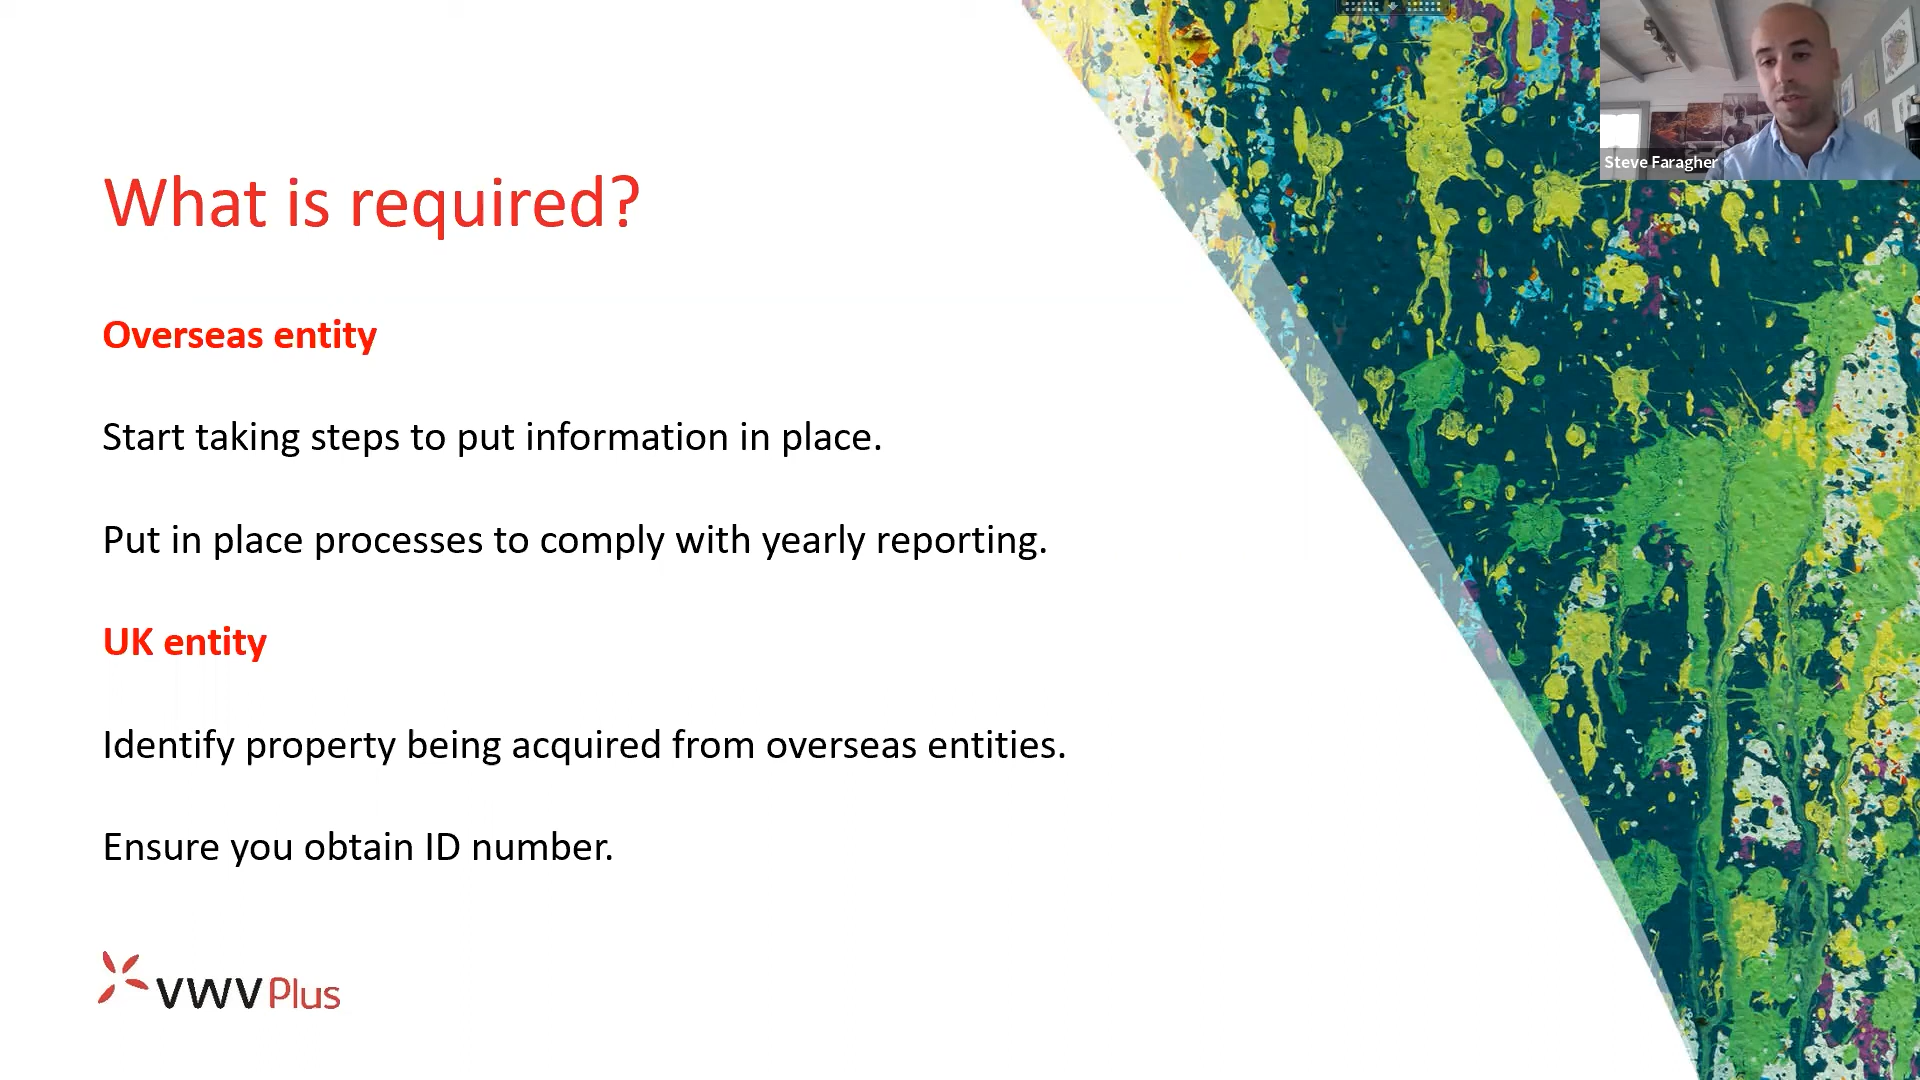 Steve Faragher
What is required?
Overseas entity
Start taking steps to put information in place.
Put in place processes to comply with yearly reporting.
UK entity
Identify property being acquired from overseas entities.
Ensure you obtain ID number.
VWV Plus